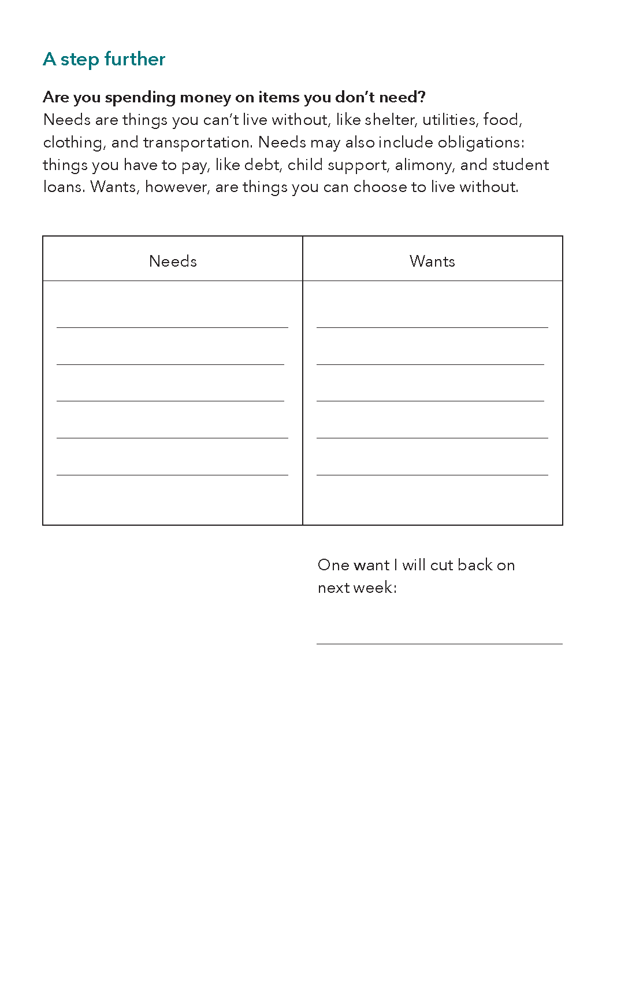 A step further
Are you spending money on items you don’t need?
Needs are things you can’t live without, like shelter, utilities, food,
clothing, and transportation. Needs may also include obligations:
things you have to pay, like debt, child support, alimony, and student
loans. Wants, however, are things you can choose to live without.
Needs
Wants
One want I will cut back on
next week: